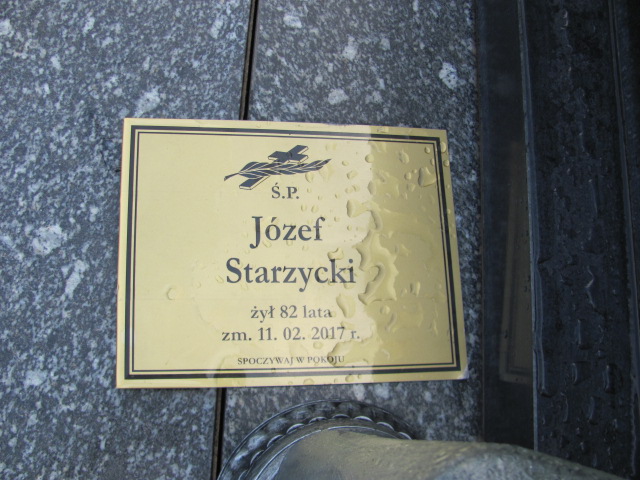 Ś.P.
Józef
Starzycki
żył 82 lata
zm. 11. 02. 2017 r.
SPOCZYWAJ W POKOJU